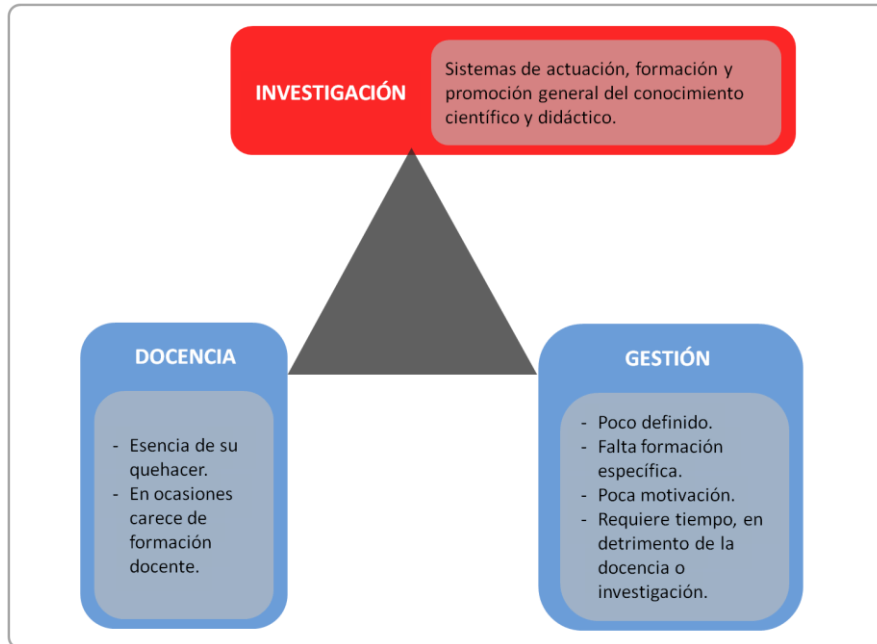 INVESTIGACIÓN
Sistemas de actuación, formación y
promoción general del conocimiento
científico y didáctico.
DOCENCIA
- Esencia de su
quehacer.
- En ocasiones
carece de
formación
docente.
GESTIÓN
- Poco definido.
- Falta formación
específica.
- Poca motivación.
- Requiere tiempo, en
detrimento de la
docencia o
investigación.